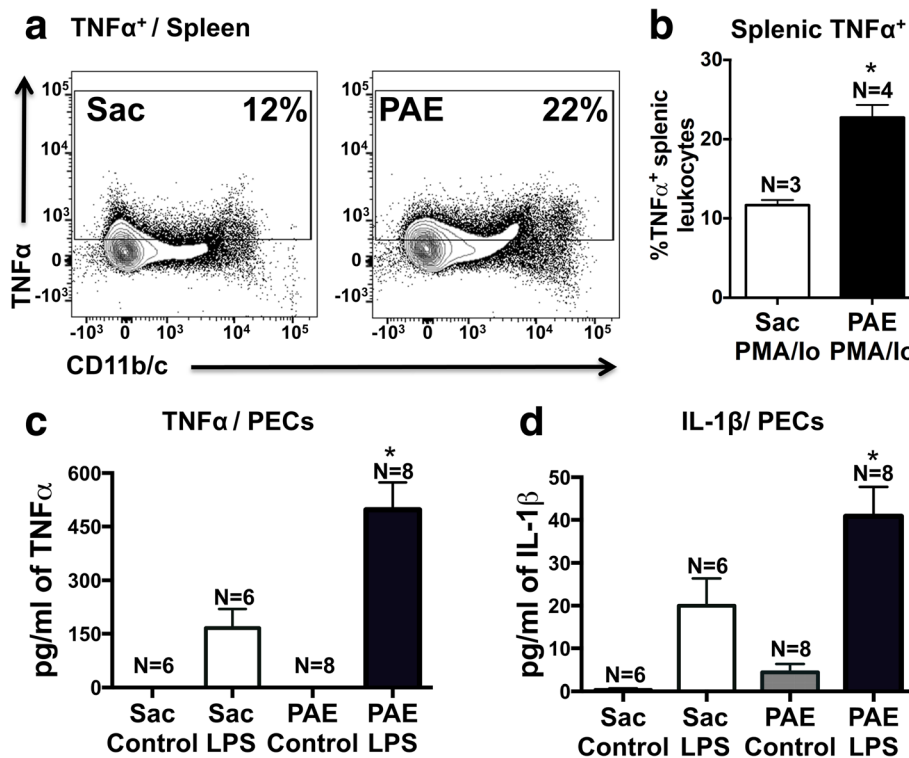 a TNFα⁺ / Spleen
Sac 12%
PAE 22%
10⁵
10⁴
10³
0
-10³
10⁵
10⁴
10³
0
-10³
TNFα
-10³ 0 10³ 10⁴ 10⁵
-10³ 0 10³ 10⁴ 10⁵
CD11b/c
b Splenic TNFα⁺
%TNFα⁺ splenic
leukocytes
30
20
10
0
*
N=4
N=3
Sac
PMA/Io
PAE
PMA/Io
c TNFα / PECs
pg/ml of TNFα
600
450
300
150
0
*
N=8
N=6
N=6
N=8
Sac
Control
Sac
LPS
PAE
Control
PAE
LPS
d IL-1β/ PECs
pg/ml of IL-1β
50
40
30
20
10
0
*
N=8
N=6
N=8
N=6
Sac
Control
Sac
LPS
PAE
Control
PAE
LPS